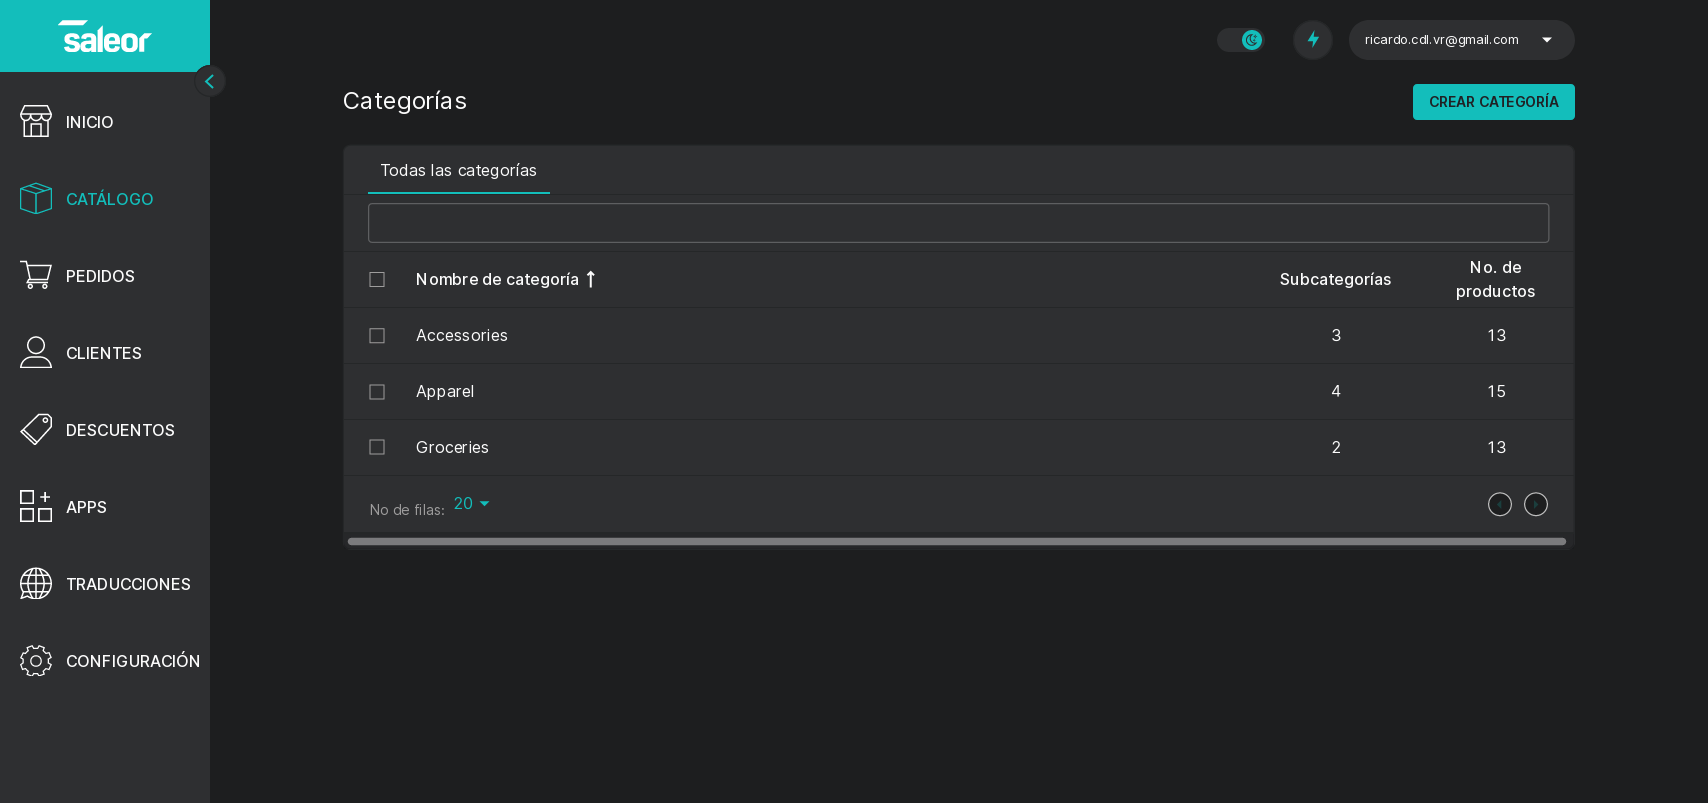 saleor
ricardo.cdl.vr@gmail.com
INICIO
CATÁLOGO
PEDIDOS
CLIENTES
DESCUENTOS
APPS
TRADUCCIONES
CONFIGURACIÓN
Categorías
CREAR CATEGORÍA
Todas las categorías
Nombre de categoría Subcategorías No. de
productos
Accessories 3 13
Apparel 4 15
Groceries 2 13
No de filas: 20